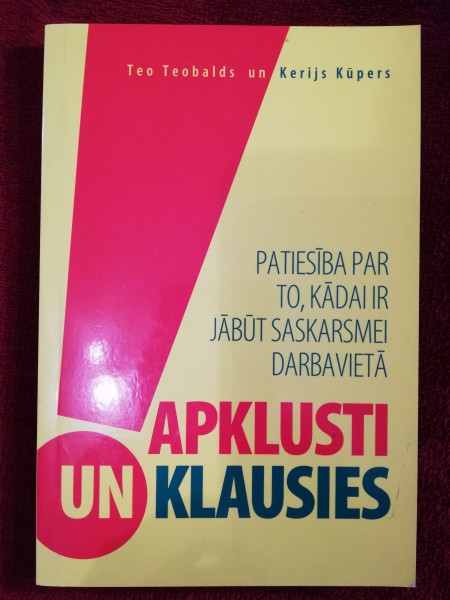 Teo Teobalds un Kerijs Kūpers
PATIESĪBA PAR
TO, KĀDAI IR
JĀBŪT SASKARSMEI
DARBAVIETĀ
APKLUSTI
UN KLAUSIES